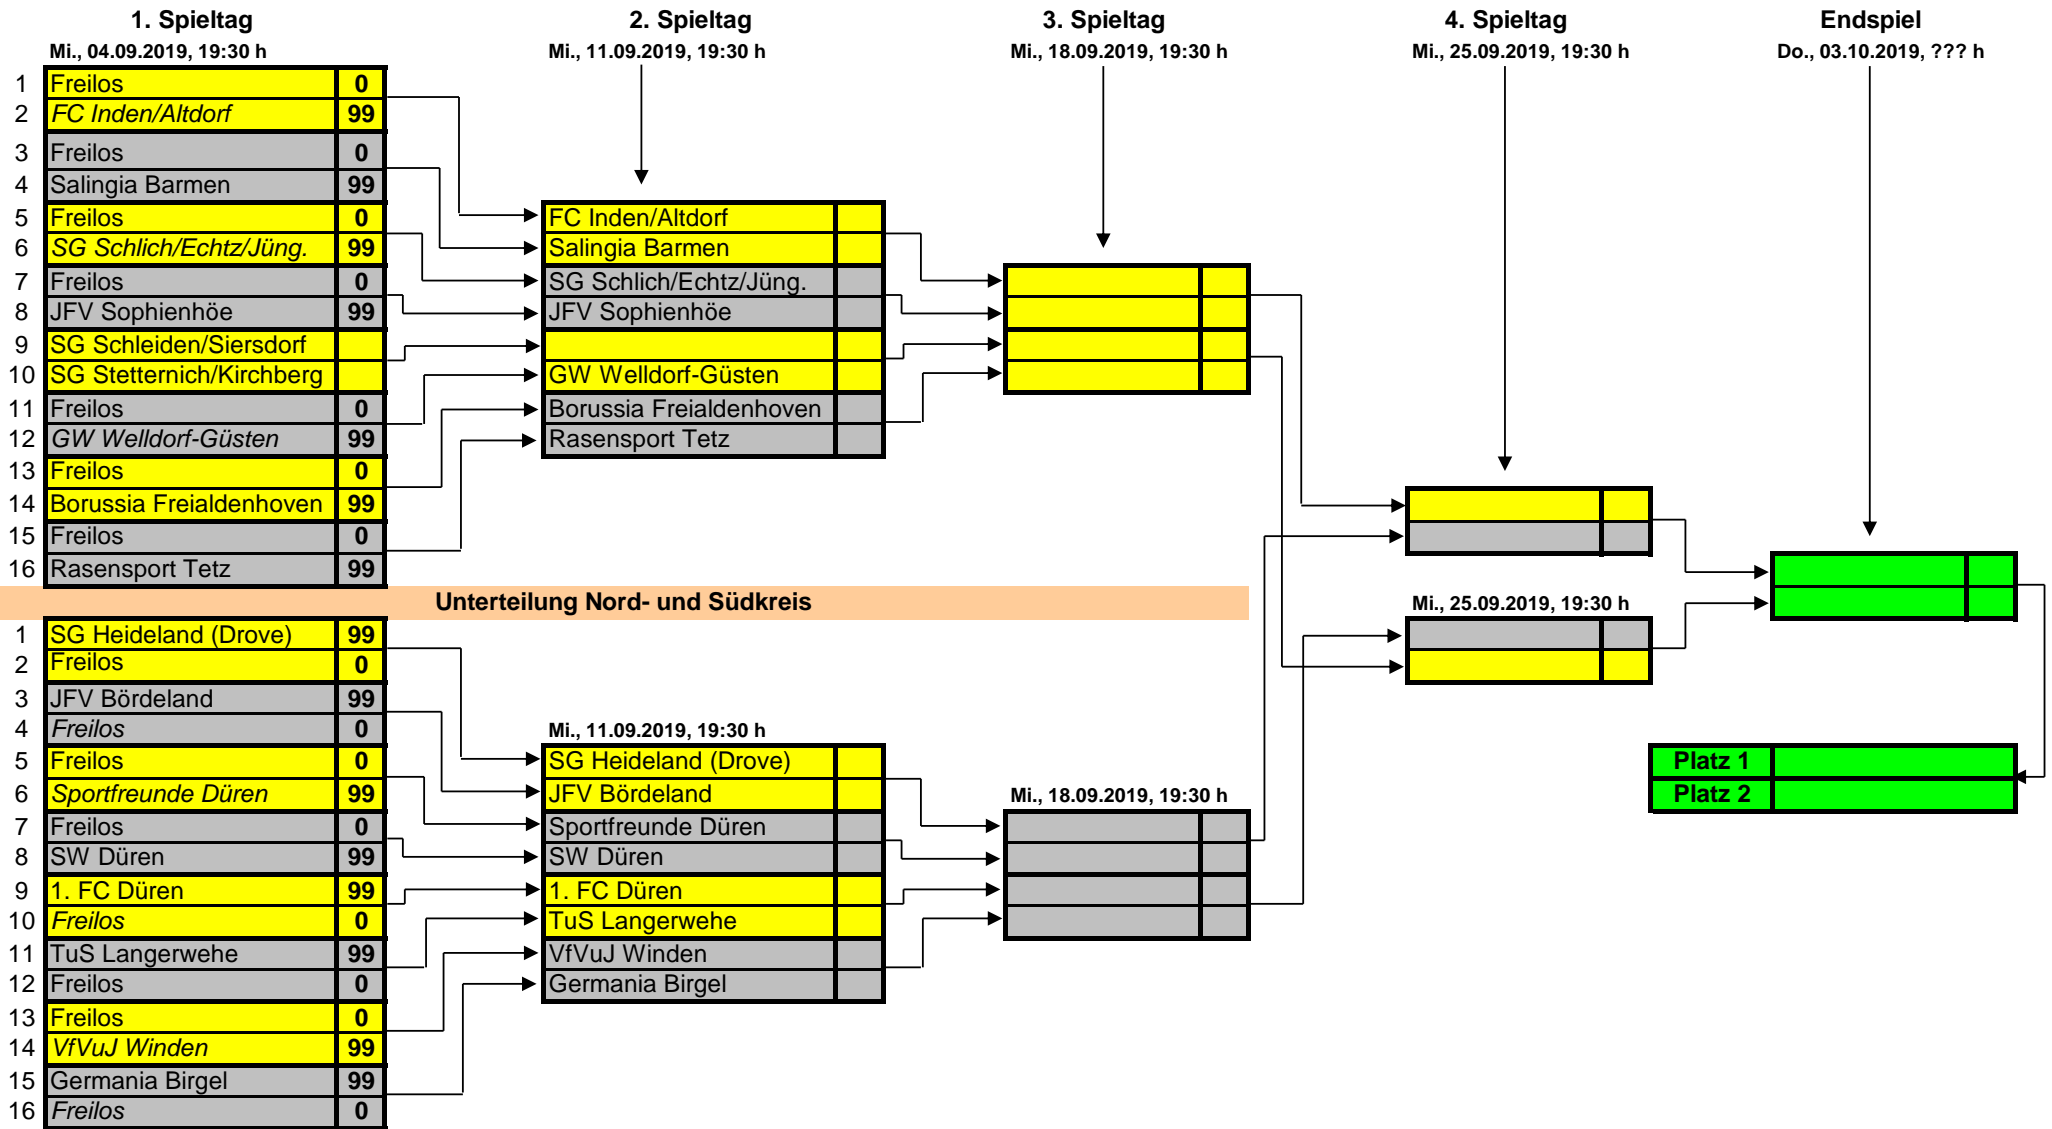 1. Spieltag 2. Spieltag 3. Spieltag 4. Spieltag Endspiel
Mi., 04.09.2019, 19:30 h Mi., 11.09.2019, 19:30 h Mi., 18.09.2019, 19:30 h Mi., 25.09.2019, 19:30 h Do., 03.10.2019, ??? h
1 Freilos 0
2 FC Inden/Altdorf 99
3 Freilos 0
4 Salingia Barmen 99
5 Freilos 0 FC Inden/Altdorf
6 SG Schlich/Echtz/Jüng. 99 Salingia Barmen
7 Freilos 0 SG Schlich/Echtz/Jüng.
8 JFV Sophienhöe 99 JFV Sophienhöe
9 SG Schleiden/Siersdorf
10 SG Stetternich/Kirchberg GW Welldorf-Güsten
11 Freilos 0 Borussia Freialdenhoven
12 GW Welldorf-Güsten 99 Rasensport Tetz
13 Freilos 0
14 Borussia Freialdenhoven 99
15 Freilos 0
16 Rasensport Tetz 99
Unterteilung Nord- und Südkreis Mi., 25.09.2019, 19:30 h
1 SG Heideland (Drove) 99
2 Freilos 0
3 JFV Bördeland 99
4 Freilos 0 Mi., 11.09.2019, 19:30 h
5 Freilos 0 SG Heideland (Drove) Platz 1
6 Sportfreunde Düren 99 JFV Bördeland Mi., 18.09.2019, 19:30 h Platz 2
7 Freilos 0 Sportfreunde Düren
8 SW Düren 99 SW Düren
9 1. FC Düren 99 1. FC Düren
10 Freilos 0 TuS Langerwehe
11 TuS Langerwehe 99 VfVuJ Winden
12 Freilos 0 Germania Birgel
13 Freilos 0
14 VfVuJ Winden 99
15 Germania Birgel 99
16 Freilos 0